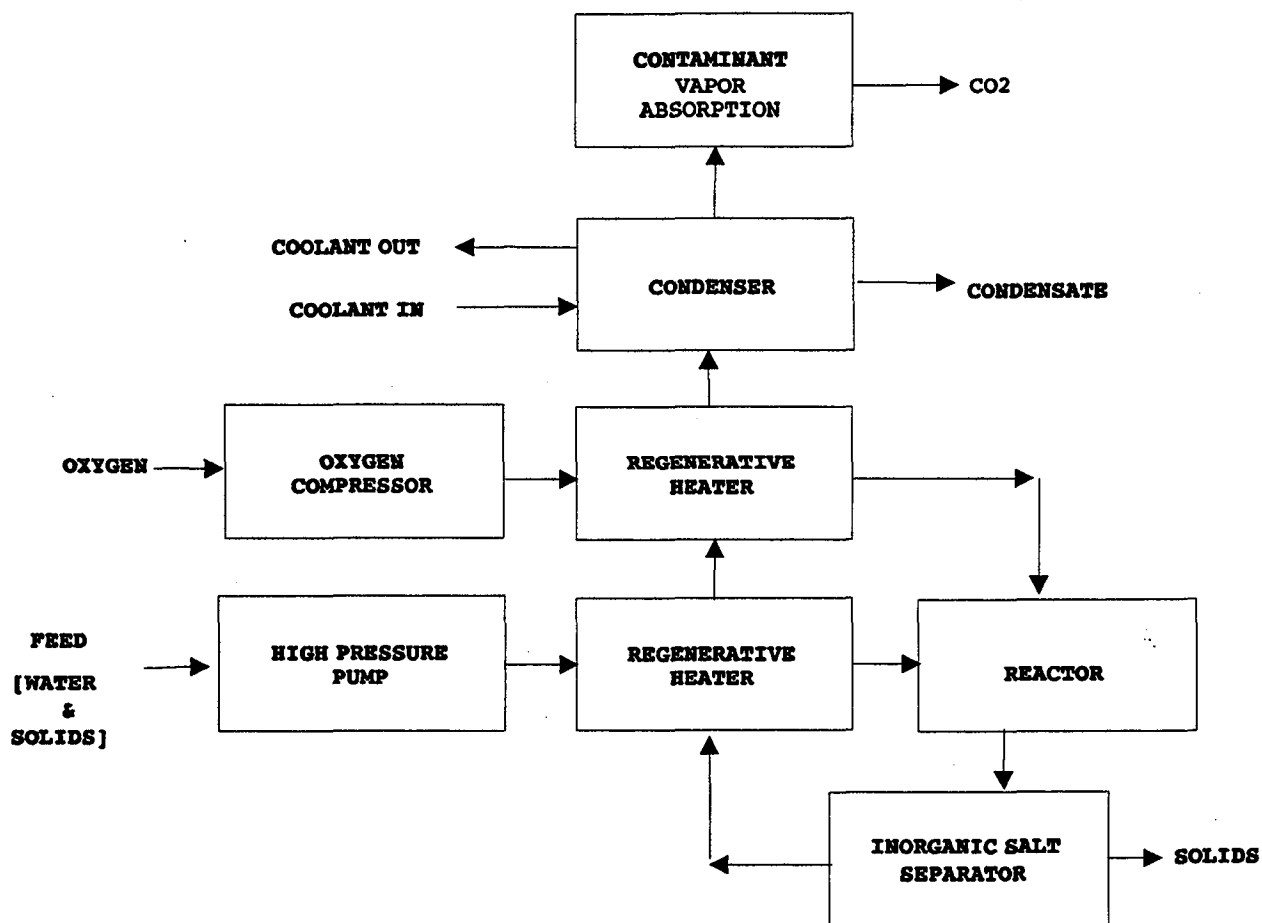 CONTAMINANT
VAPOR
ABSORPTION
CO2
COOLANT OUT
COOLANT IN
CONDENSER
CONDENSATE
OXYGEN
OXYGEN
COMPRESSOR
REGENERATIVE
HEATER
FEED
[WATER
&
SOLIDS]
HIGH PRESSURE
PUMP
REGENERATIVE
HEATER
REACTOR
INORGANIC SALT
SEPARATOR
SOLIDS